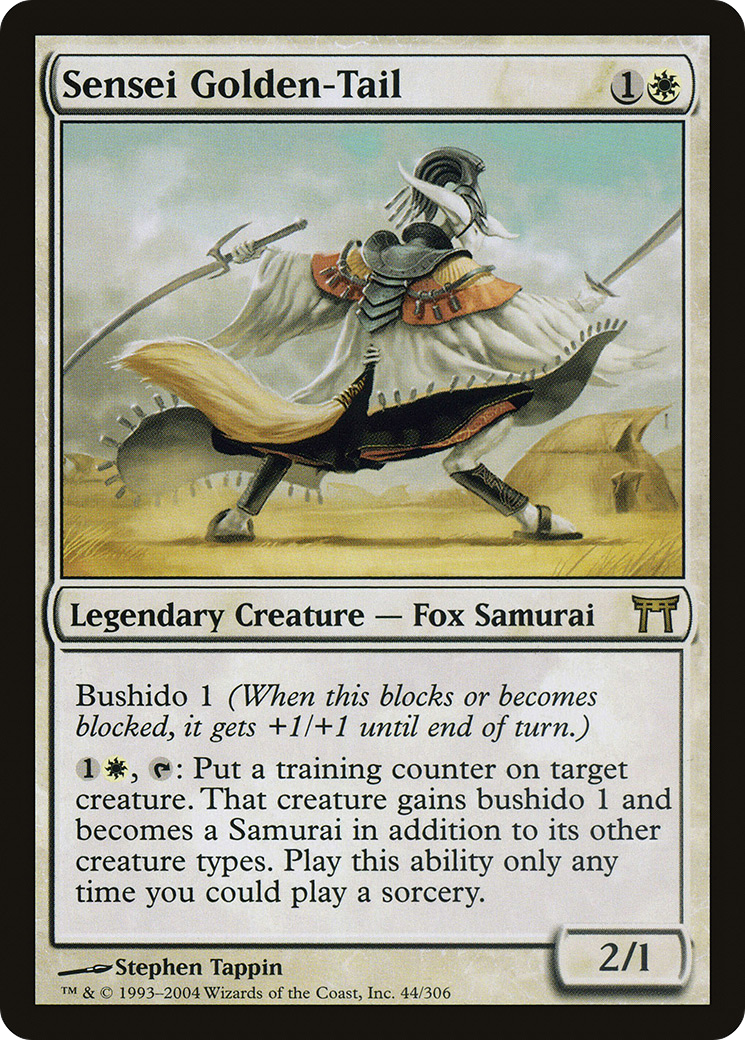 Sensei Golden-Tail 1
Legendary Creature — Fox Samurai
Bushido 1 (When this blocks or becomes
blocked, it gets +1/+1 until end of turn.)
1, : Put a training counter on target
creature. That creature gains bushido 1 and
becomes a Samurai in addition to its other
creature types. Play this ability only any
time you could play a sorcery.
2/1
Stephen Tappin
™ & © 1993–2004 Wizards of the Coast, Inc. 44/306